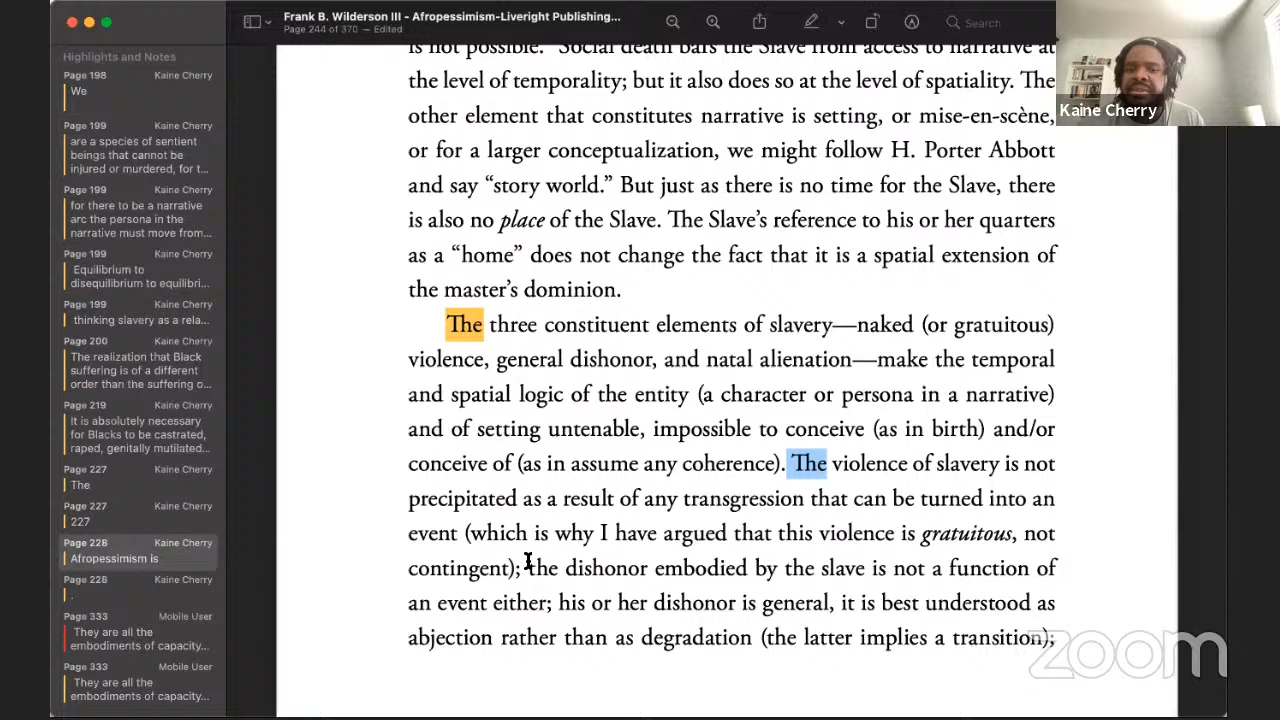 Frank B. Wilderson III - Afropessimism-Liveright Publishing...
Page 244 of 370 — Edited
Search
Kaine Cherry
Highlights and Notes
Page 198 Kaine Cherry
We
Page 199 Kaine Cherry
are a species of sentient
beings that cannot be
injured or murdered, for t...
Page 199 Kaine Cherry
for there to be a narrative
arc the persona in the
narrative must move from...
Page 199 Kaine Cherry
Equilibrium to
disequilibrium to equilibri...
Page 199 Kaine Cherry
thinking slavery as a rela...
Page 200 Kaine Cherry
The realization that Black
suffering is of a different
order than the suffering o...
Page 219 Kaine Cherry
It is absolutely necessary
for Blacks to be castrated,
raped, genitally mutilated...
Page 227 Kaine Cherry
The
Page 227 Kaine Cherry
227
Page 228 Kaine Cherry
Afropessimism is
Page 228 Kaine Cherry
.
Page 333 Mobile User
They are all the
embodiments of capacity...
Page 333 Mobile User
They are all the
embodiments of capacity...
is not possible. Social death bars the Slave from access to narrative at
the level of temporality; but it also does so at the level of spatiality. The
other element that constitutes narrative is setting, or mise-en-scène,
or for a larger conceptualization, we might follow H. Porter Abbott
and say “story world.” But just as there is no time for the Slave, there
is also no place of the Slave. The Slave’s reference to his or her quarters
as a “home” does not change the fact that it is a spatial extension of
the master’s dominion.
The three constituent elements of slavery—naked (or gratuitous)
violence, general dishonor, and natal alienation—make the temporal
and spatial logic of the entity (a character or persona in a narrative)
and of setting untenable, impossible to conceive (as in birth) and/or
conceive of (as in assume any coherence). The violence of slavery is not
precipitated as a result of any transgression that can be turned into an
event (which is why I have argued that this violence is gratuitous, not
contingent); the dishonor embodied by the slave is not a function of
an event either; his or her dishonor is general, it is best understood as
abjection rather than as degradation (the latter implies a transition);
zoom